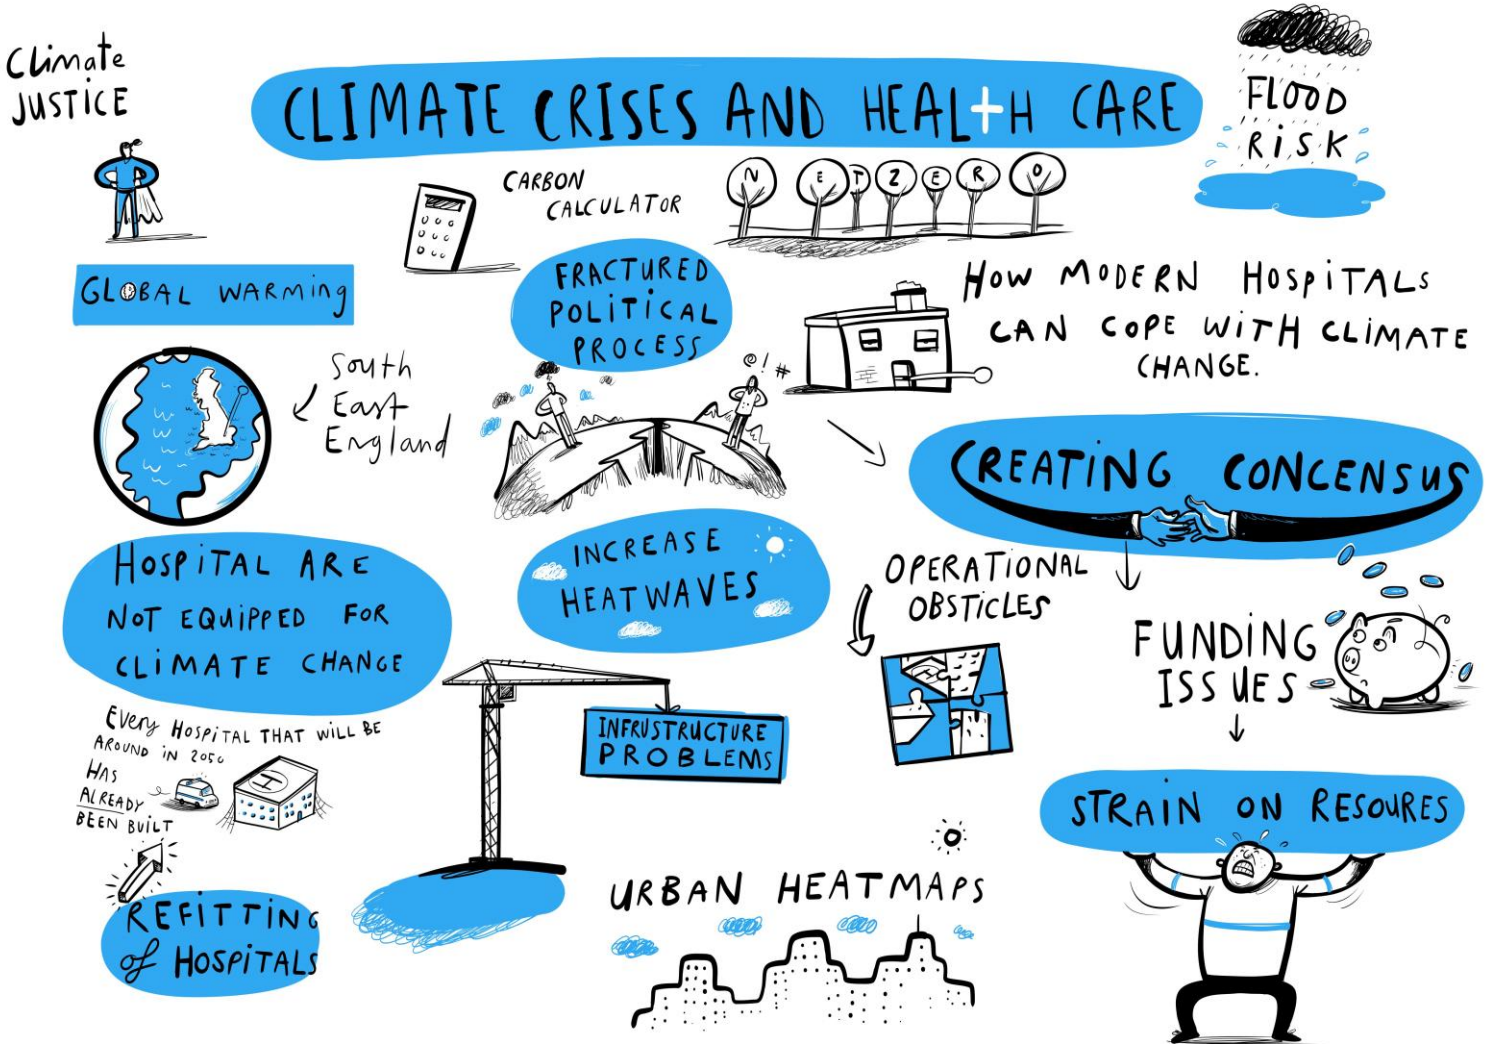 Climate
JUSTICE
CLIMATE CRISES AND HEALTH CARE
FLOOD
RISK
CARBON
CALCULATOR
NETZERO
GLOBAL WARMING
FRACTURED
POLITICAL
PROCESS
@!#
HOW MODERN HOSPITALS
CAN COPE WITH CLIMATE
CHANGE.
South
East
England
CREATING CONCENSUS
HOSPITAL ARE
NOT EQUIPPED FOR
CLIMATE CHANGE
INCREASE
HEATWAVES
OPERATIONAL
OBSTICLES
FUNDING
ISSUES
EVERY HOSPITAL THAT WILL BE
AROUND IN 2050
HAS
ALREADY
BEEN BUILT
H
INFRUSTRUCTURE
PROBLEMS
STRAIN ON RESOURES
REFITTING
of HOSPITALS
URBAN HEATMAPS